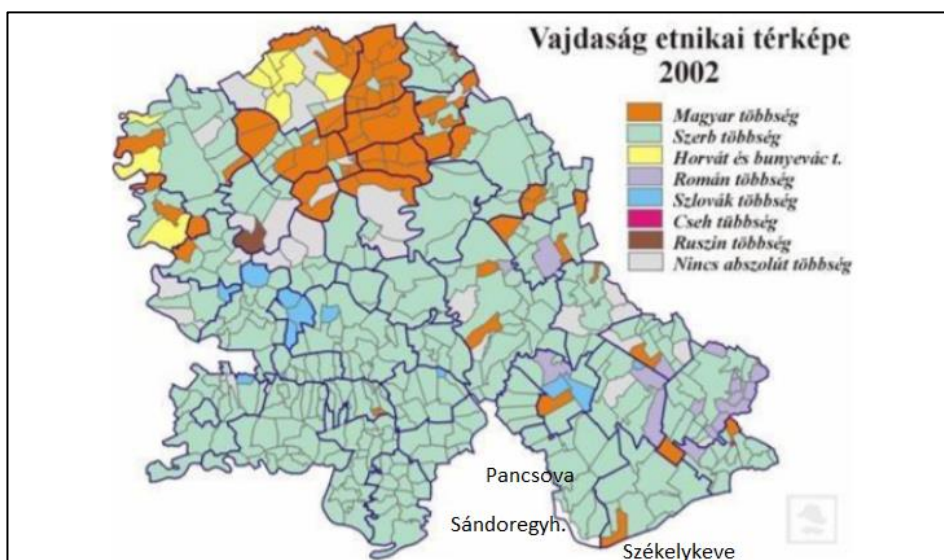 Vajdaság etnikai térképe
2002
Magyar többség
Szerb többség
Horvát és bunyevác t.
Román többség
Szlovák többség
Cseh tübbség
Ruszin többség
Nincs abszolút többség
Pancsova
Sándoregyh.
Székelykeve